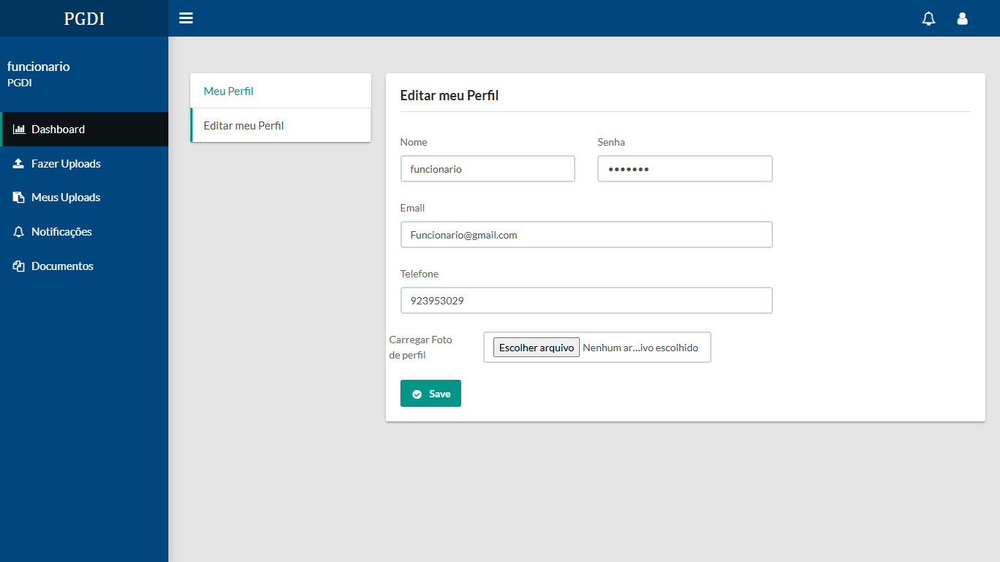 PGDI
funcionario
PGDI
Dashboard
Fazer Uploads
Meus Uploads
Notificações
Documentos
Meu Perfil
Editar meu Perfil
Editar meu Perfil
Nome
Senha
funcionario
•••••••
Email
Funcionario@gmail.com
Telefone
923953029
Carregar Foto
de perfil
Escolher arquivo Nenhum ar...ivo escolhido
Save